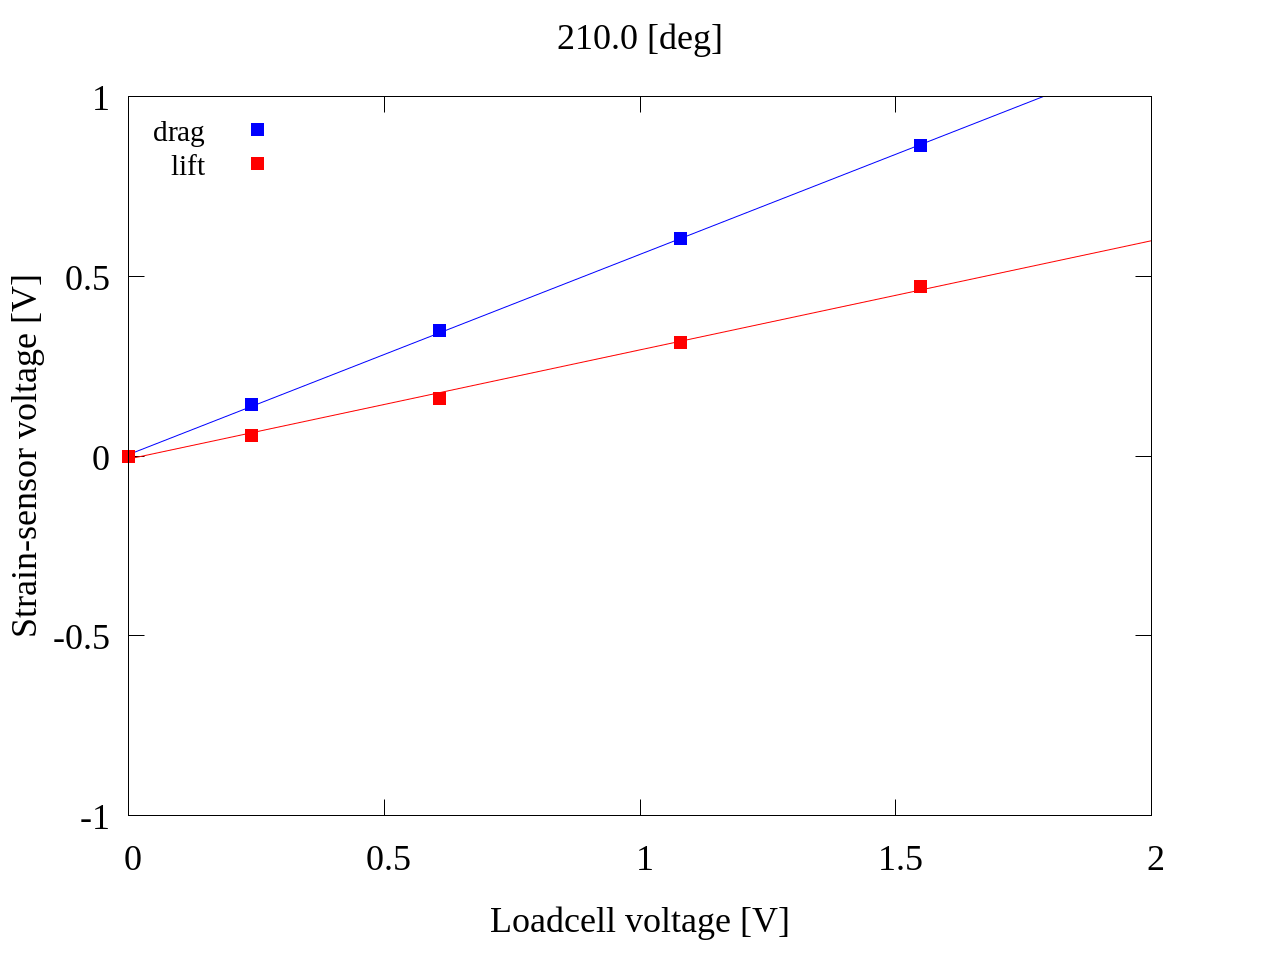 210.0 [deg]
drag
lift
1
0.5
0
-0.5
-1
Strain-sensor voltage [V]
0 0.5 1 1.5 2
Loadcell voltage [V]